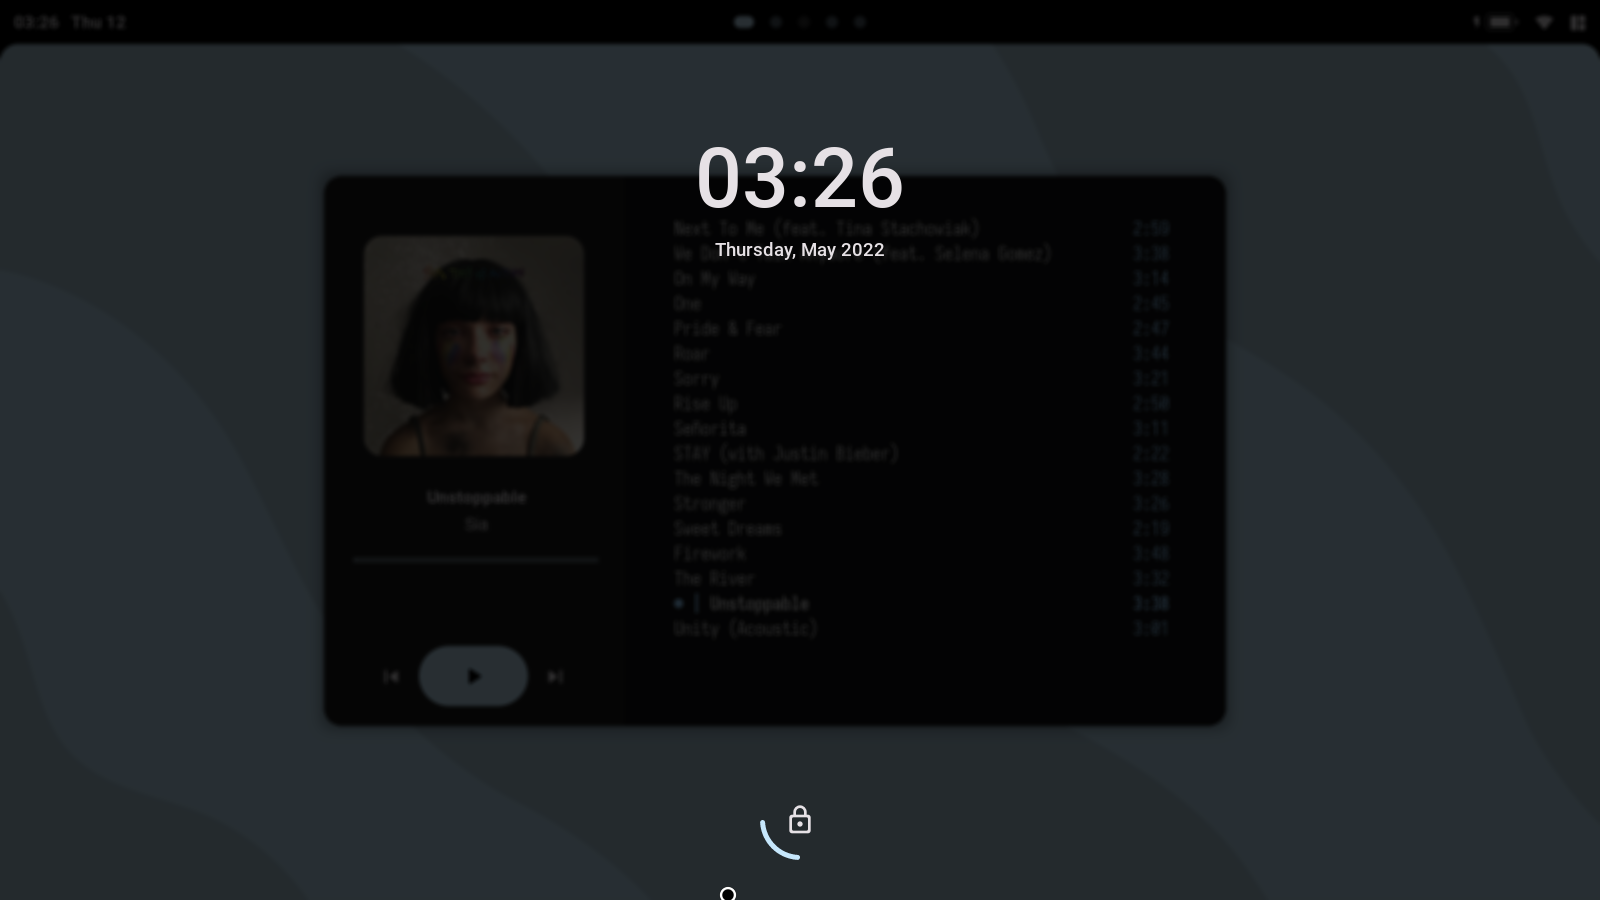 03:26 Thu 12
03:26
Thursday, May 2022
Next To Me (feat. Tina Stachowiak) 2:59
We D feat. Selena Gomez) 3:38
On My Way 3:14
One 2:45
Pride & Fear 2:47
Roar 3:44
Sorry 3:21
Rise Up 2:50
Señorita 3:11
STAY (with Justin Bieber) 2:22
The Night We Met 3:28
Stronger 3:26
Sweet Dreams 2:19
Firework 3:48
The River 3:32
Unstoppable 3:38
Unity (Acoustic) 3:01
Unstoppable
Sia